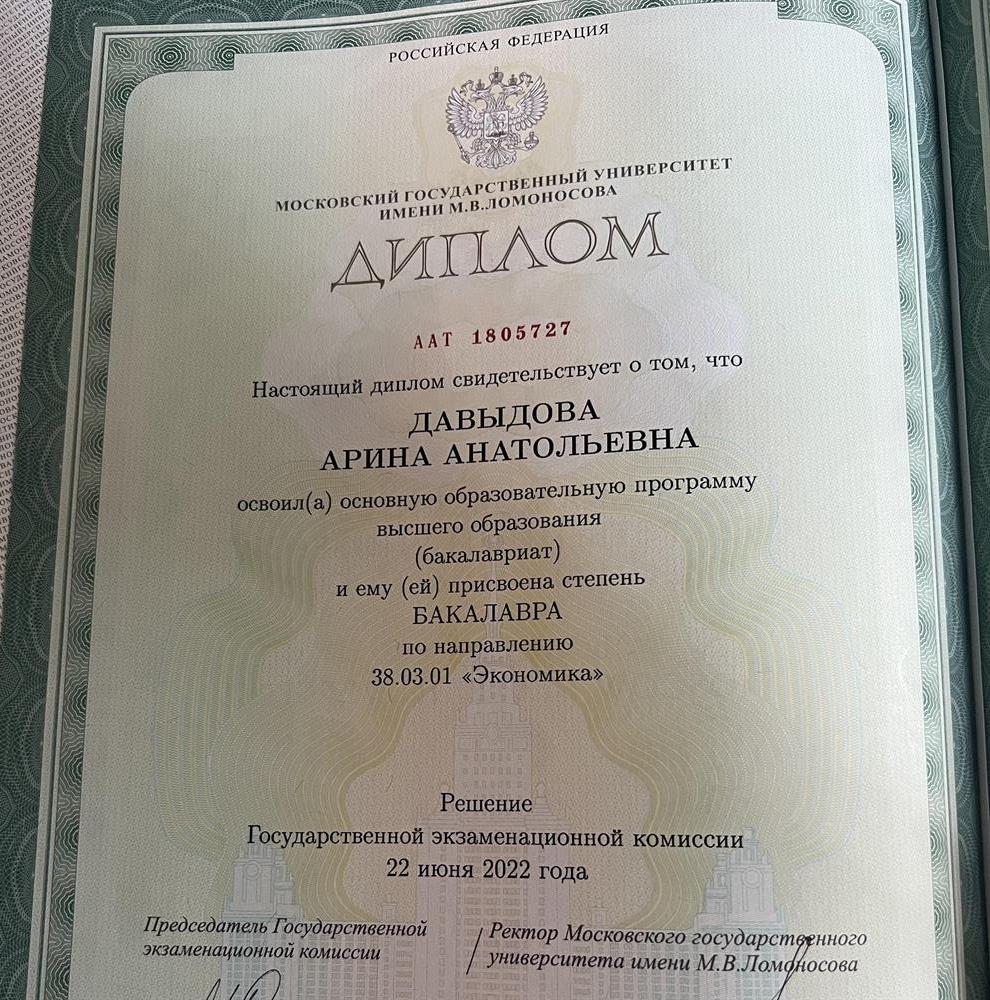 РОССИЙСКАЯ ФЕДЕРАЦИЯ
МОСКОВСКИЙ ГОСУДАРСТВЕННЫЙ УНИВЕРСИТЕТ
ИМЕНИ М.В.ЛОМОНОСОВА
ДИПЛОМ
ААТ 1805727
Настоящий диплом свидетельствует о том, что
ДАВЫДОВА
АРИНА АНАТОЛЬЕВНА
освоил(а) основную образовательную программу
высшего образования
(бакалавриат)
и ему (ей) присвоена степень
БАКАЛАВРА
по направлению
38.03.01 «Экономика»
Решение
Государственной экзаменационной комиссии
22 июня 2022 года
Председатель Государственной
экзаменационной комиссии
Ректор Московского государственного
университета имени М.В.Ломоносова